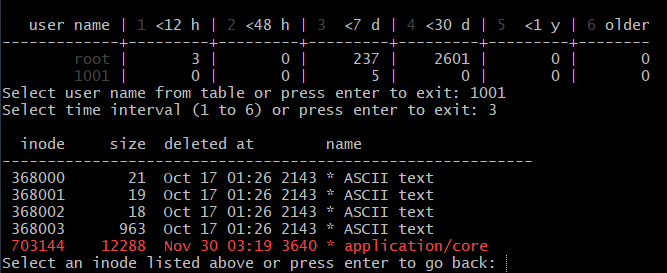 user name | 1 <12 h | 2 <48 h | 3 <7 d | 4 <30 d | 5 <1 y | 6 older
-------------+--------+--------+--------+--------+--------+--------
root | 3 | 0 | 237 | 2601 | 0 | 0
1001 | 0 | 0 | 5 | 0 | 0 | 0
Select user name from table or press enter to exit: 1001
Select time interval (1 to 6) or press enter to exit: 3
inode size deleted at name
-----------------------------------------------------------
368000 21 Oct 17 01:26 2143 * ASCII text
368001 19 Oct 17 01:26 2143 * ASCII text
368002 18 Oct 17 01:26 2143 * ASCII text
368003 963 Oct 17 01:26 2143 * ASCII text
703144 12288 Nov 30 03:19 3640 * application/core
Select an inode listed above or press enter to go back: